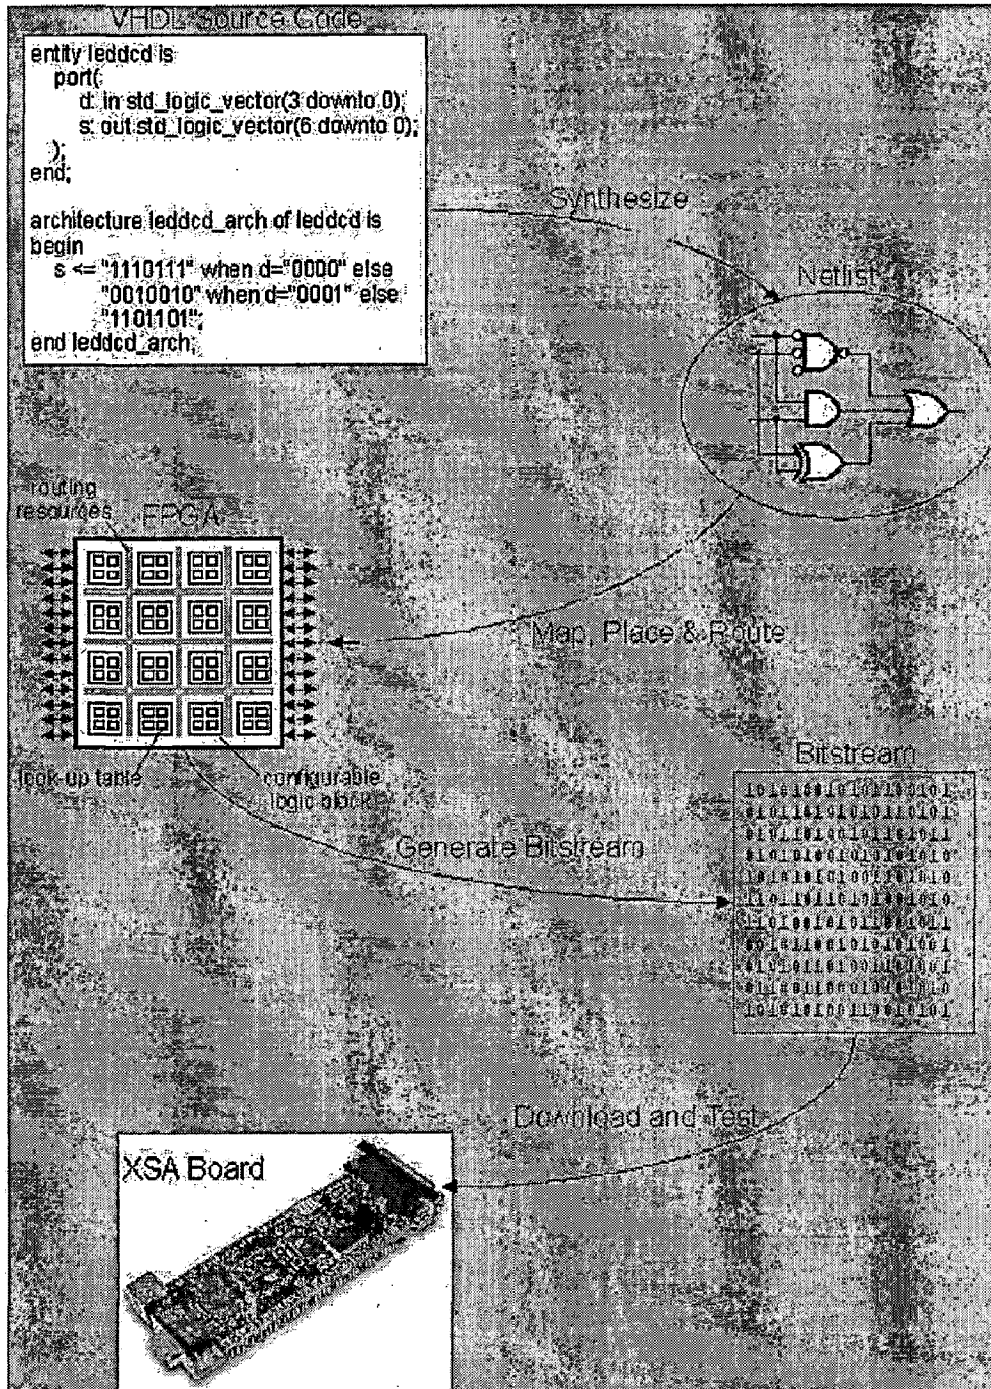 VHDL Source Code
entity leddcd is
port(
d: in std_logic_vector(3 downto 0);
s: out std_logic_vector(6 downto 0);
);
end;
architecture leddcd_arch of leddcd is
begin
s <= "1110111" when d="0000" else
"0010010" when d="0001" else
"1101101";
end leddcd_arch;
Synthesize
Netlist
routing
resources
FPGA
Map, Place & Route
look-up table
configurable
logic block
Bitstream
Generate Bitstream
Download and Test
XSA Board